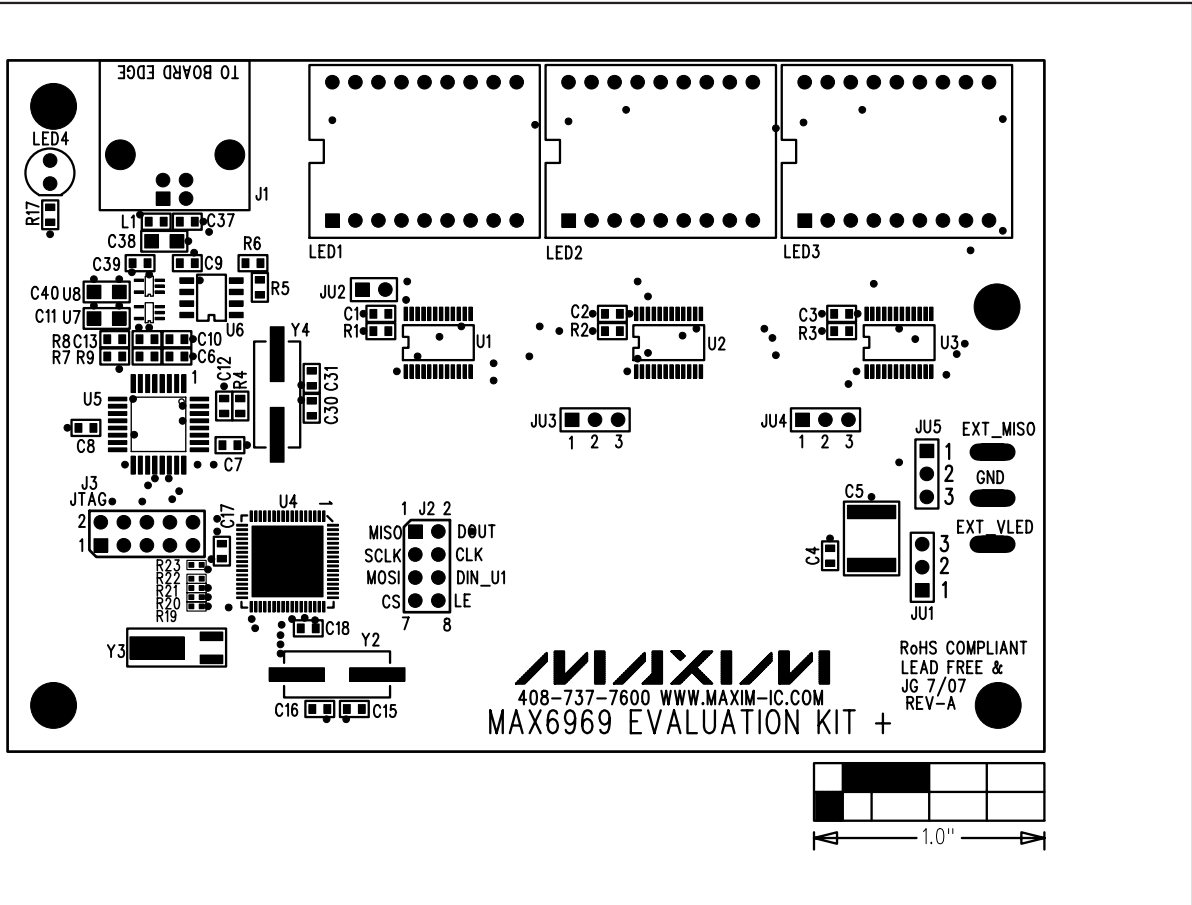 TO BOARD EDGE
LED4
J1
R17
L1 C37
C38
R6
C39 C9
R5
C40 U8
C11 U7
U6
R8 C13 C10
R7 R9 C6
LED1
LED2
LED3
JU2
C1
R1
U1
C2
R2
U2
C3
R3
U3
Y4
C12
R4
C31
C30
1
U5
C8
C7
JU3
1 2 3
JU4
1 2 3
JU5
1
2
3
EXT_MISO
GND
EXT_VLED
J3
JTAG
2
1
C17
U4
1
1 J2 2
MISO DOUT
SCLK CLK
MOSI DIN_U1
CS LE
7 8
C5
C4
3
2
1
JU1
R23
R22
R21
R20
R19
C18
Y3
Y2
C16 C15
MAXIM
408-737-7600 WWW.MAXIM-IC.COM
MAX6969 EVALUATION KIT +
RoHS COMPLIANT
LEAD FREE &
JG 7/07
REV-A
1.0"